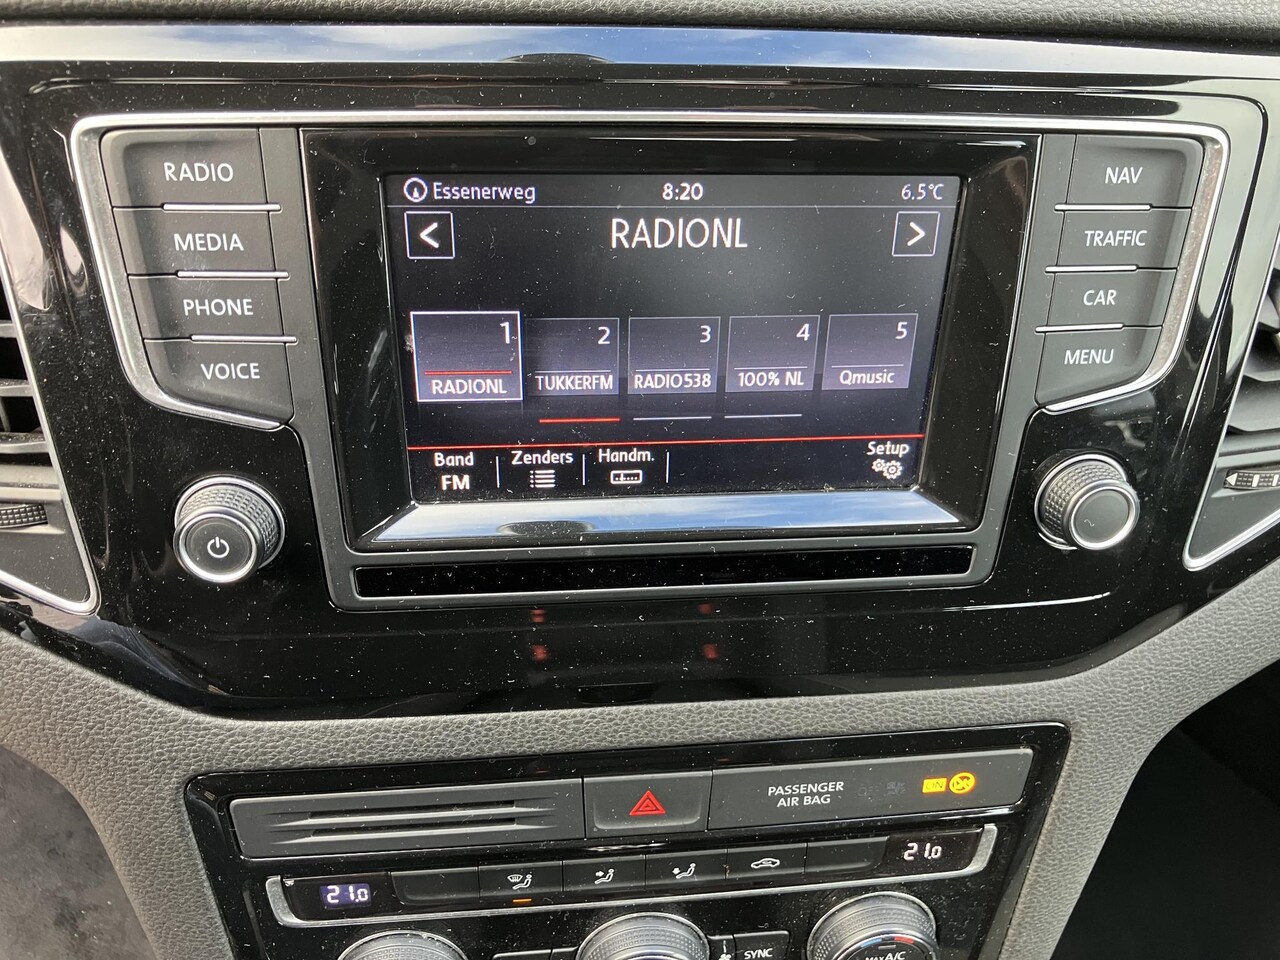 RADIO
MEDIA
PHONE
VOICE
Essenerweg 8:20 6.5°C
< RADIONL >
1 2 3 4 5
RADIONL TUKKERFM RADIO538 100% NL Qmusic
Band Zenders Handm. Setup
FM
NAV
TRAFFIC
CAR
MENU
PASSENGER
AIR BAG
ON
21.0 21.0
SYNC
MAX A/C